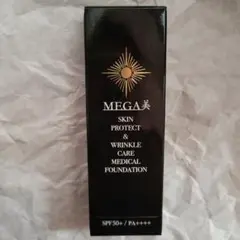 MEGA美
SKIN
PROTECT
&
WRINKLE
CARE
MEDICAL
FOUNDATION
SPF50+ / PA++++